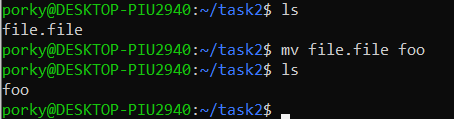 porky@DESKTOP-PIU2940:~/task2$ ls
file.file
porky@DESKTOP-PIU2940:~/task2$ mv file.file foo
porky@DESKTOP-PIU2940:~/task2$ ls
foo
porky@DESKTOP-PIU2940:~/task2$